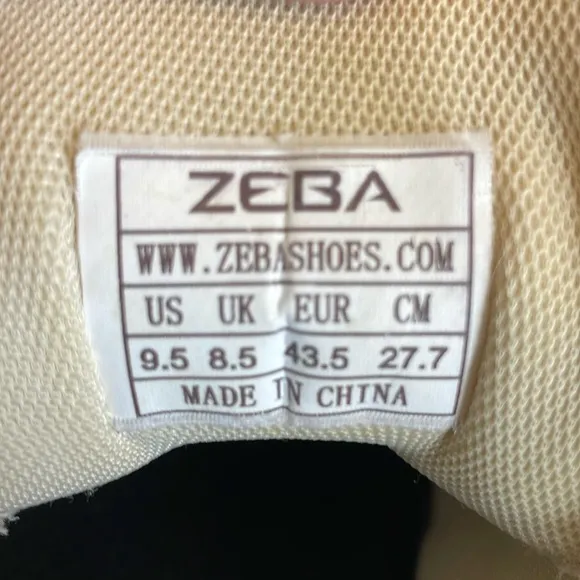 ZEBA
WWW.ZEBASHOES.COM
US UK EUR CM
9.5 8.5 43.5 27.7
MADE IN CHINA